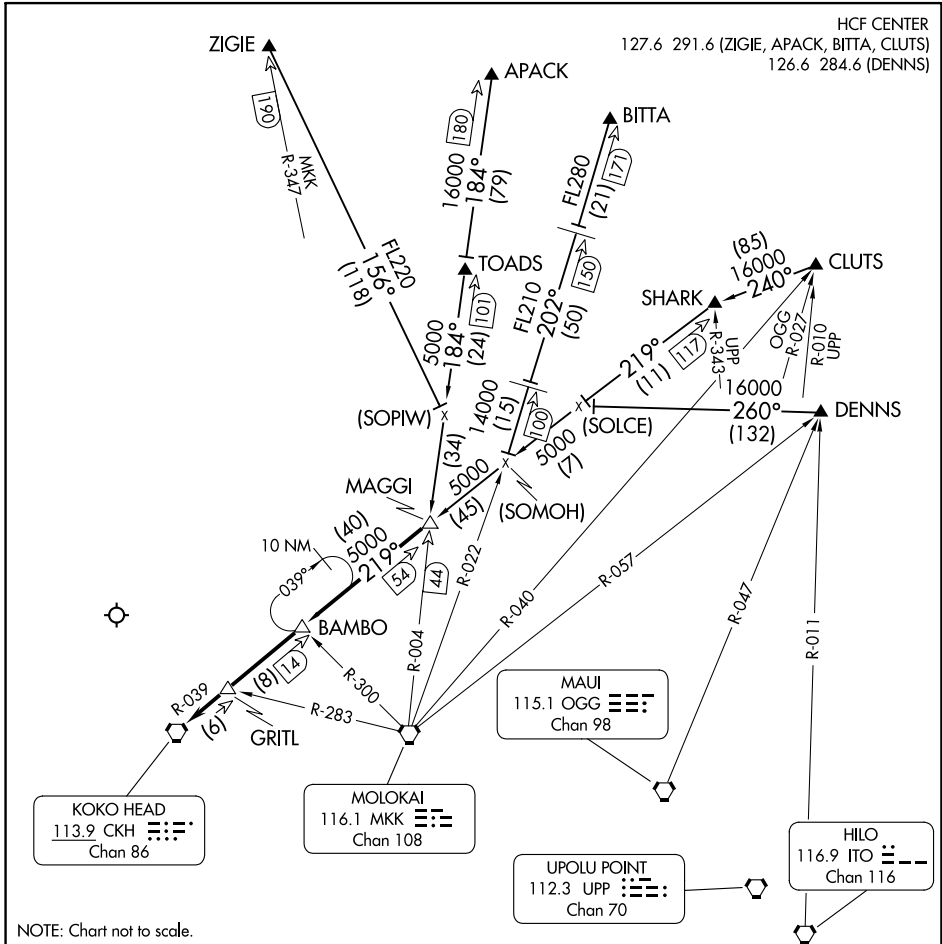 HCF CENTER
127.6 291.6 (ZIGIE, APACK, BITTA, CLUTS)
126.6 284.6 (DENNS)
ZIGIE
190
MKK
R-347
FL220
156°
(118)
APACK
180
16000
184°
(79)
TOADS
101
5000
184°
(24)
BITTA
171
FL280
(21)
150
FL210
202°
(50)
100
14000
(15)
CLUTS
(85)
16000
240°
SHARK
117
219°
(11)
UPP
R-343
OGG
R-027
R-010
UPP
(SOLCE)
16000
260°
(132)
DENNS
5000
(7)
(SOPIW)
(34)
(SOMOH)
5000
(45)
MAGGI
(40)
5000
219°
54
44
10 NM
039°
BAMBO
(8)
14
R-039
(6)
GRITL
R-283
R-300
R-004
R-022
R-040
R-057
R-047
R-011
MAUI
115.1 OGG
Chan 98
KOKO HEAD
113.9 CKH
Chan 86
MOLOKAI
116.1 MKK
Chan 108
UPOLU POINT
112.3 UPP
Chan 70
HILO
116.9 ITO
Chan 116
NOTE: Chart not to scale.